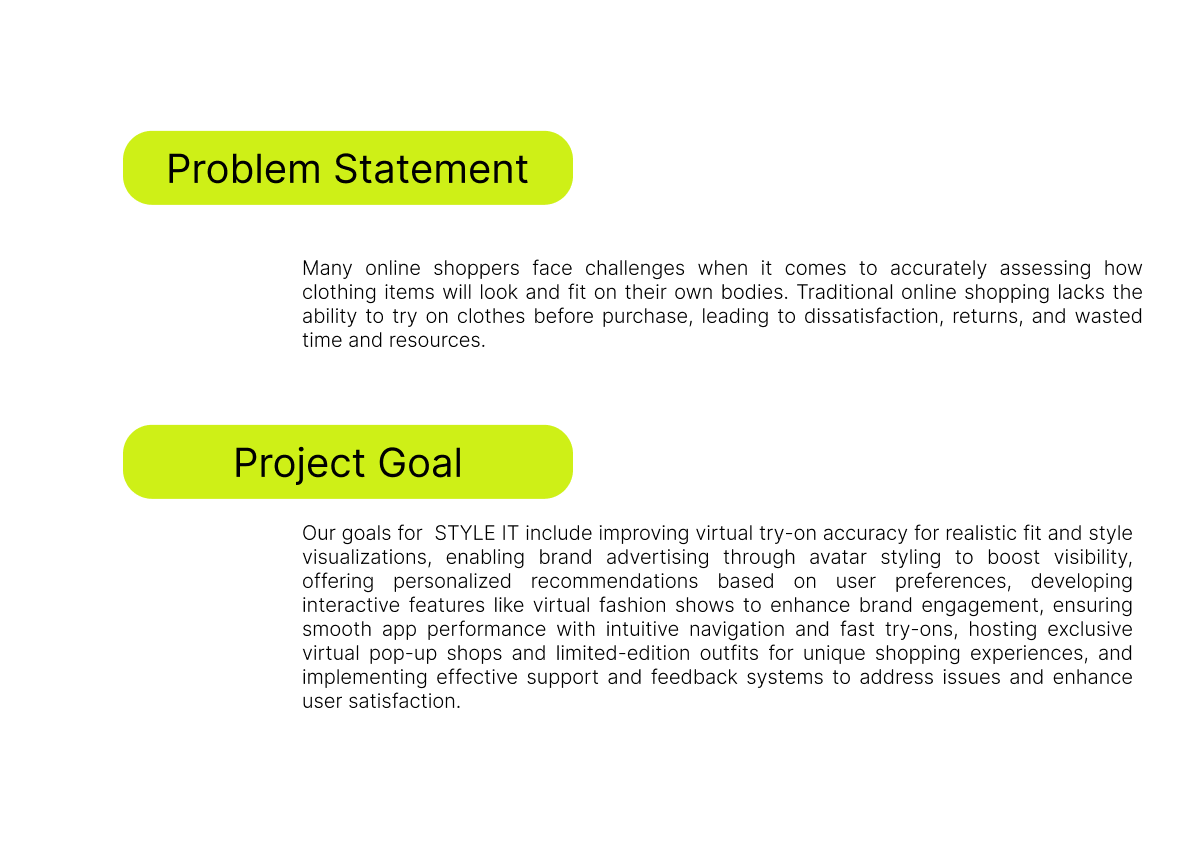 Problem Statement
Many online shoppers face challenges when it comes to accurately assessing how
clothing items will look and fit on their own bodies. Traditional online shopping lacks the
ability to try on clothes before purchase, leading to dissatisfaction, returns, and wasted
time and resources.
Project Goal
Our goals for  STYLE IT include improving virtual try-on accuracy for realistic fit and style
visualizations, enabling brand advertising through avatar styling to boost visibility,
offering personalized recommendations based on user preferences, developing
interactive features like virtual fashion shows to enhance brand engagement, ensuring
smooth app performance with intuitive navigation and fast try-ons, hosting exclusive
virtual pop-up shops and limited-edition outfits for unique shopping experiences, and
implementing effective support and feedback systems to address issues and enhance
user satisfaction.